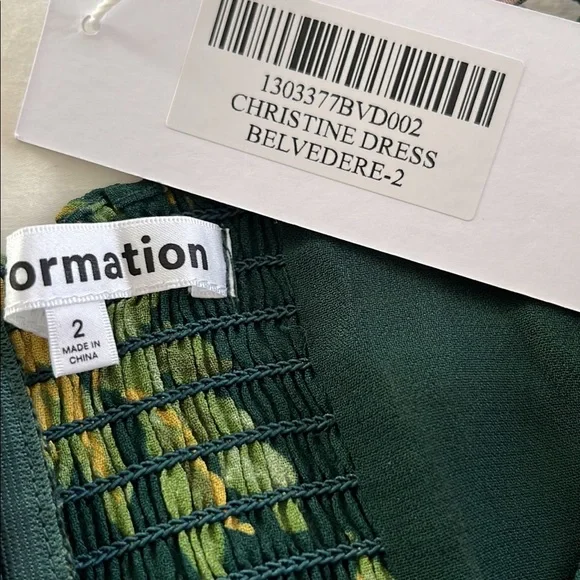 1303377BVD002
CHRISTINE DRESS
BELVEDERE-2
ormation
2
MADE IN
CHINA